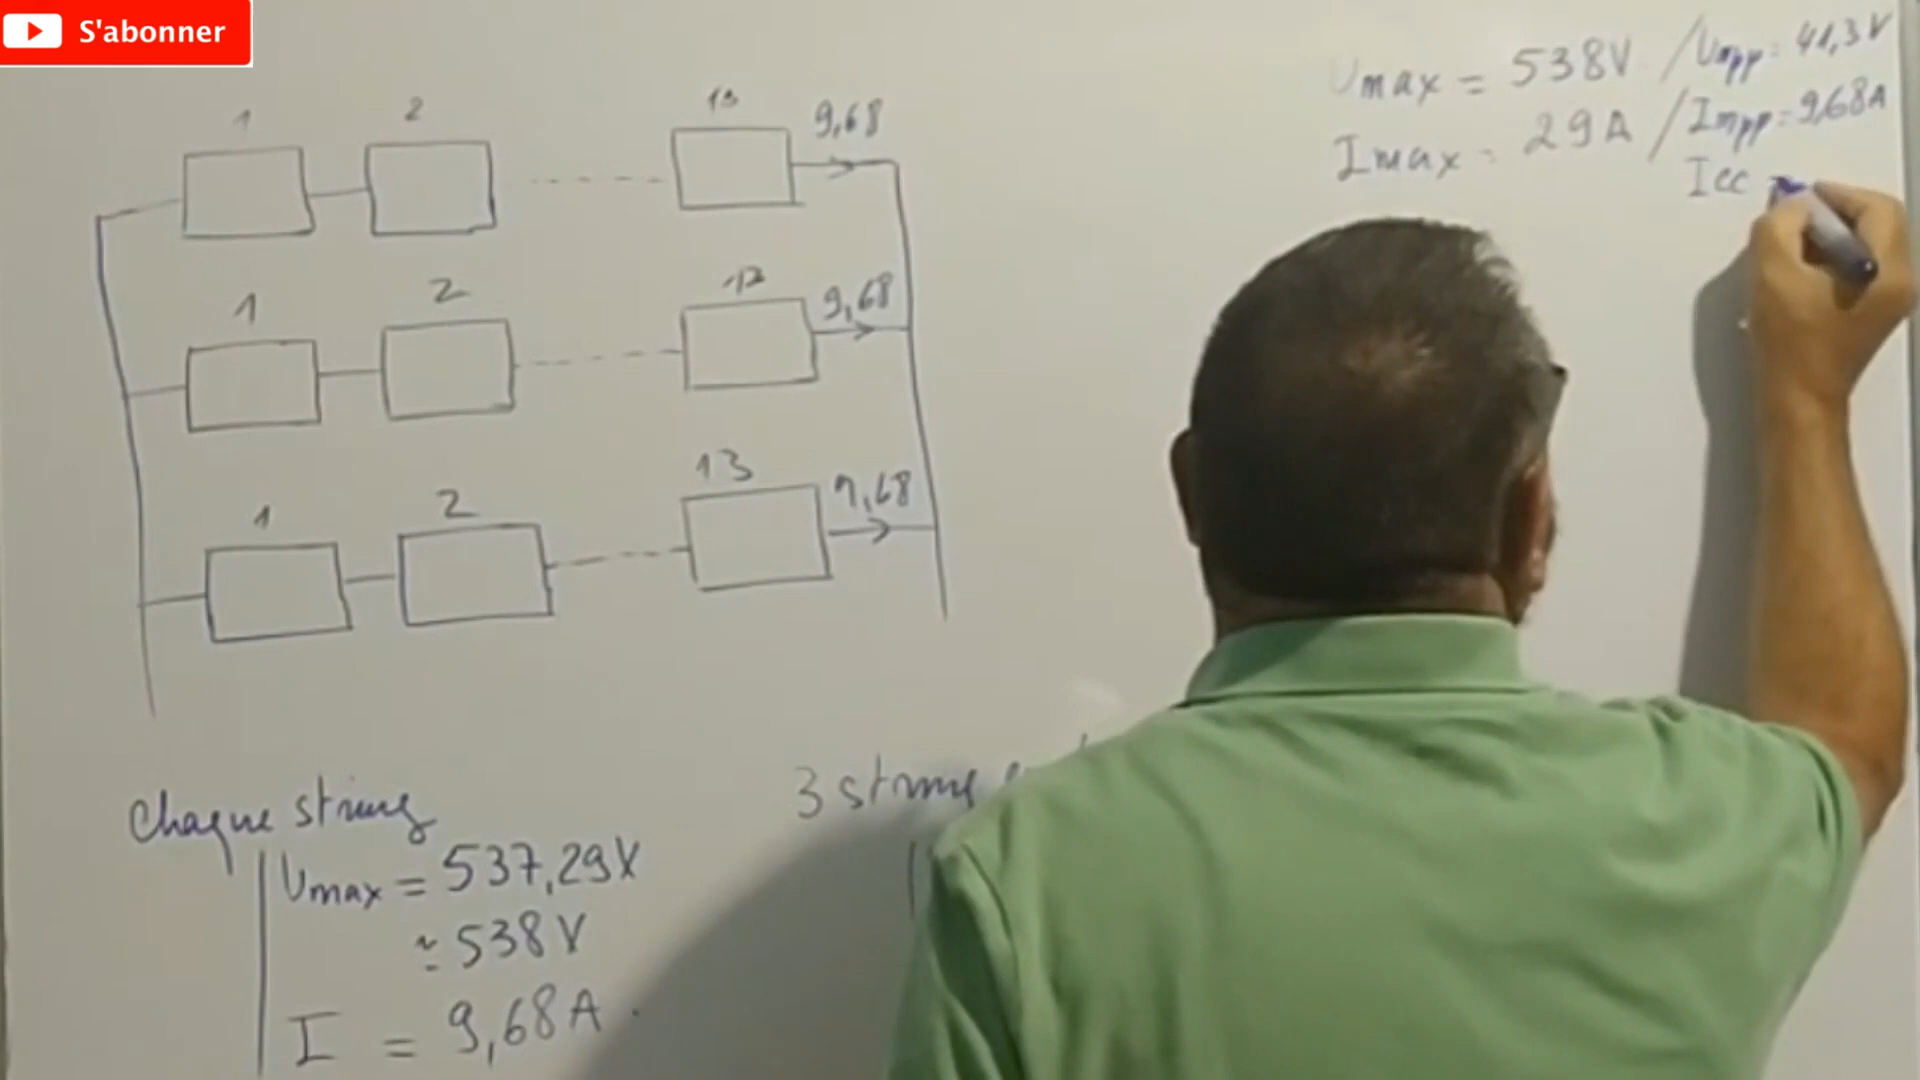 S'abonner
Umax = 538V / Umpp = 41,3V
Imax = 29A / Impp = 9,68A
Icc =
1 2 13 9,68
1 2 9,68
1 2 13 9,68
chaque string
Umax = 537,29V
≃ 538V
I = 9,68A.
3 string